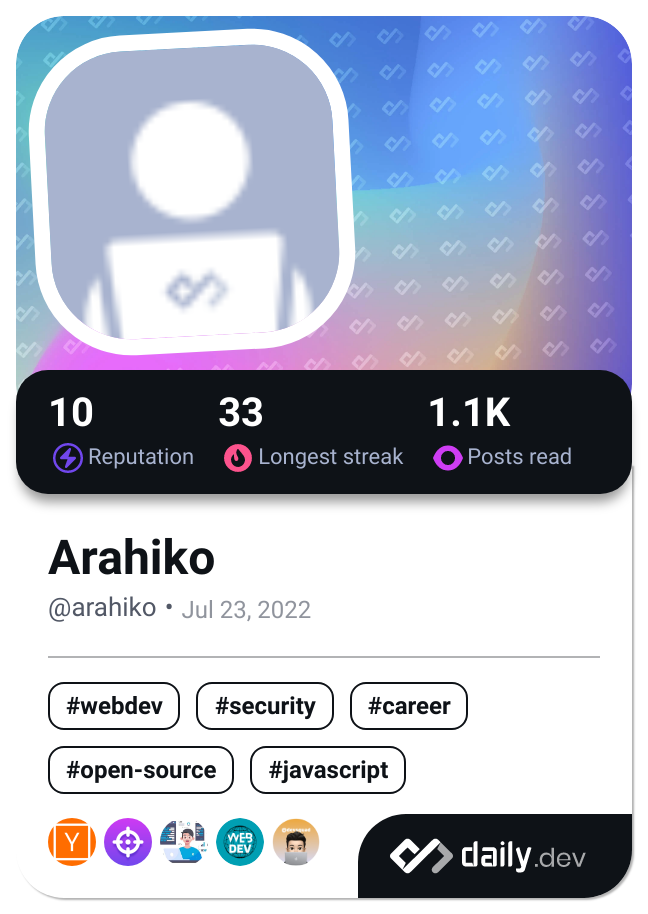 10 33 1.1K
Reputation Longest streak Posts read
Arahiko
@arahiko • Jul 23, 2022
#webdev #security #career
#open-source #javascript
Y WEB DEV
daily.dev